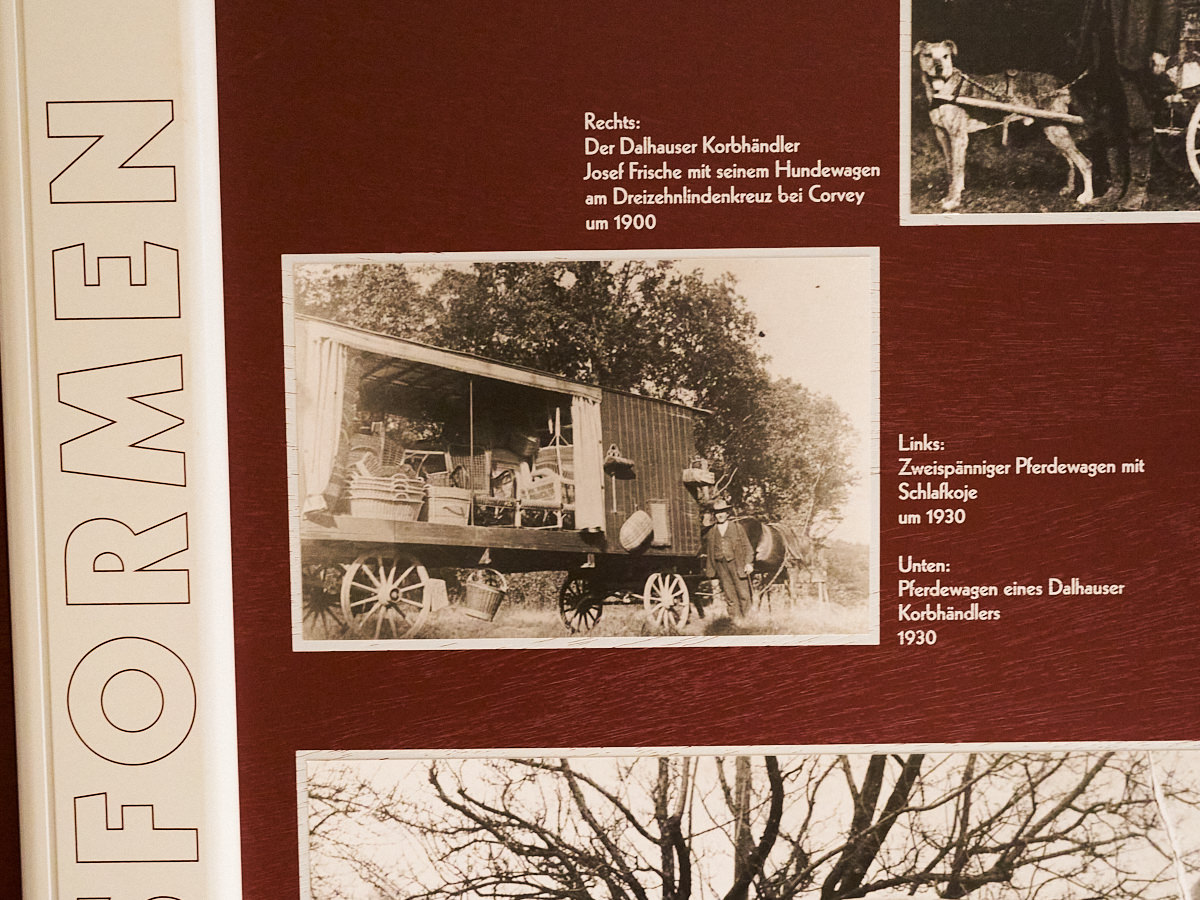 FORMEN
Rechts:
Der Dalhauser Korbhändler
Josef Frische mit seinem Hundewagen
am Dreizehnlindenkreuz bei Corvey
um 1900
Links:
Zweispänniger Pferdewagen mit
Schlafkoje
um 1930
Unten:
Pferdewagen eines Dalhauser
Korbhändlers
1930